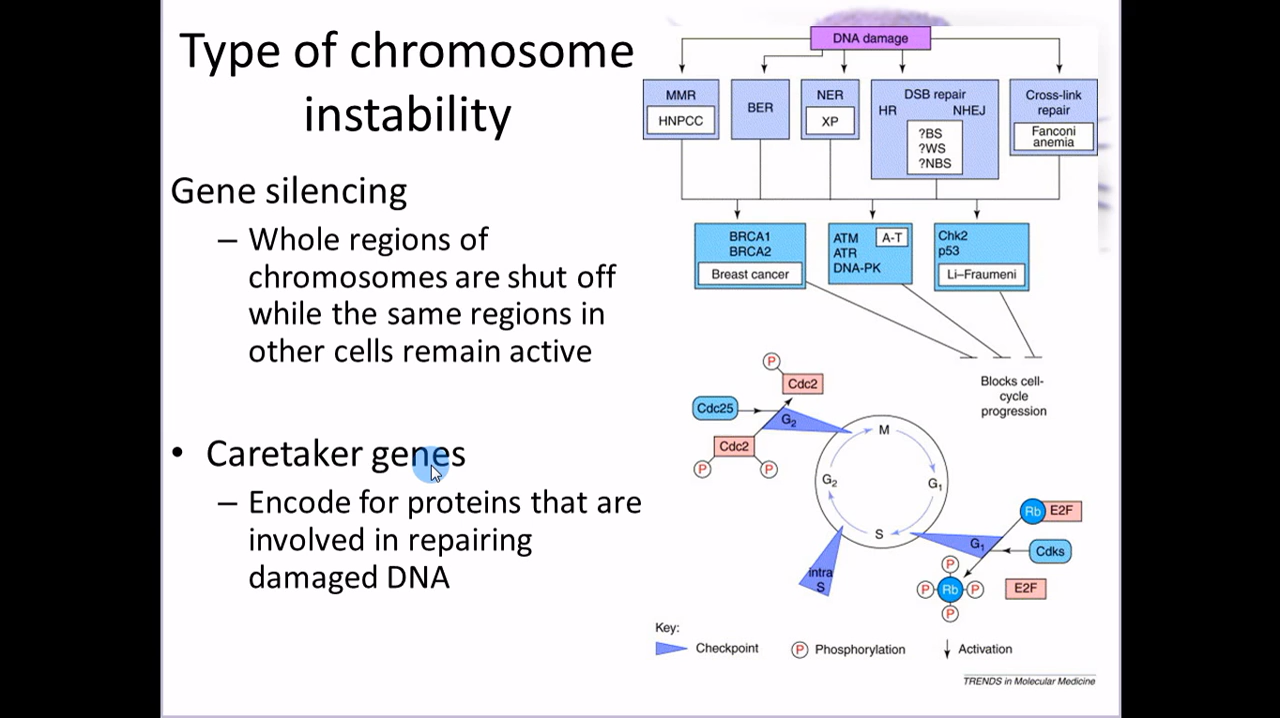 Type of chromosome
instability
Gene silencing
– Whole regions of
chromosomes are shut off
while the same regions in
other cells remain active
• Caretaker genes
– Encode for proteins that are
involved in repairing
damaged DNA
DNA damage
MMR
HNPCC
BER
NER
XP
DSB repair
HR NHEJ
?BS
?WS
?NBS
Cross-link
repair
Fanconi
anemia
BRCA1
BRCA2
Breast cancer
ATM A-T
ATR
DNA-PK
Chk2
p53
Li–Fraumeni
Blocks cell-
cycle
progression
P
Cdc2
Cdc25
G2
Cdc2
P P
M
G2 G1
S
intra
S
Rb E2F
G1
Cdks
P
P Rb P
P
E2F
Key:
Checkpoint
P Phosphorylation
Activation
TRENDS in Molecular Medicine